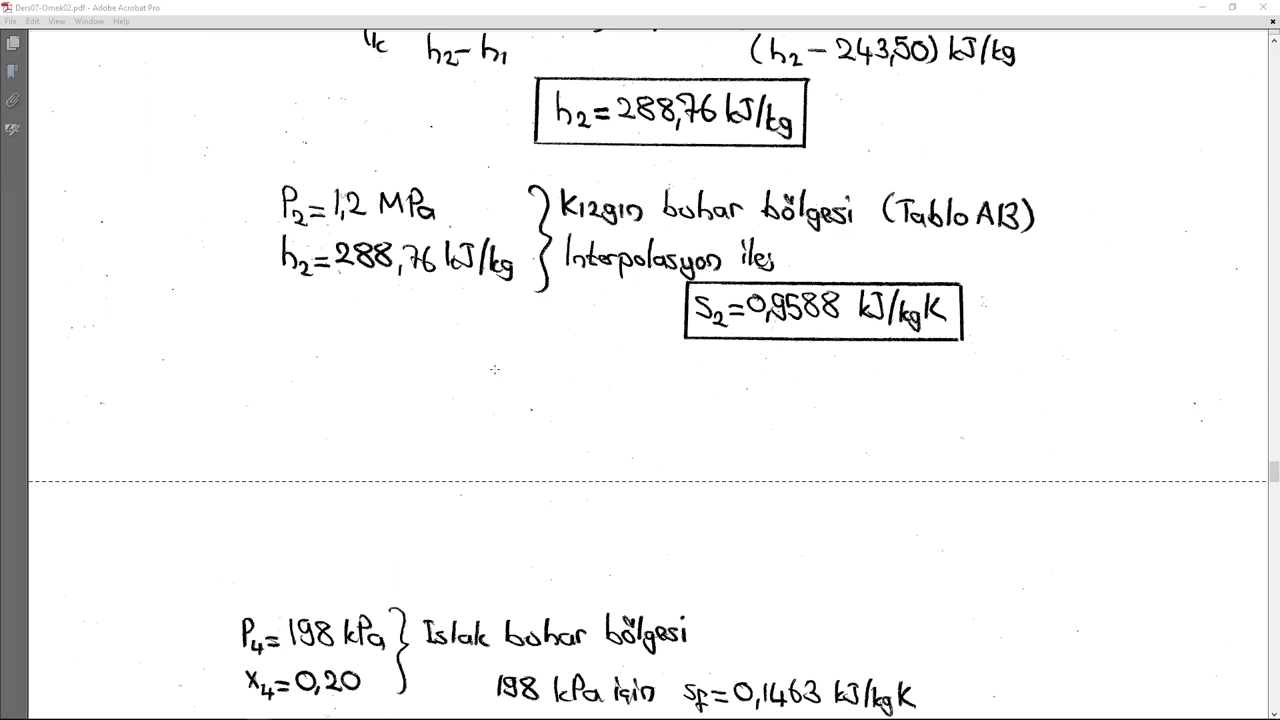 Ders07-Ornek02.pdf - Adobe Acrobat Pro
File Edit View Window Help
h₂-h₁ (h₂ - 243,50) kJ/kg
h₂=288,76 kJ/kg
P₂=1,2 MPa } Kızgın buhar bölgesi (Tablo A13)
h₂=288,76 kJ/kg İnterpolasyon ile;
s₂=0,9588 kJ/kgK
P₄=198 kPa } Islak buhar bölgesi
x₄=0,20 198 kPa için sf=0,1463 kJ/kgK